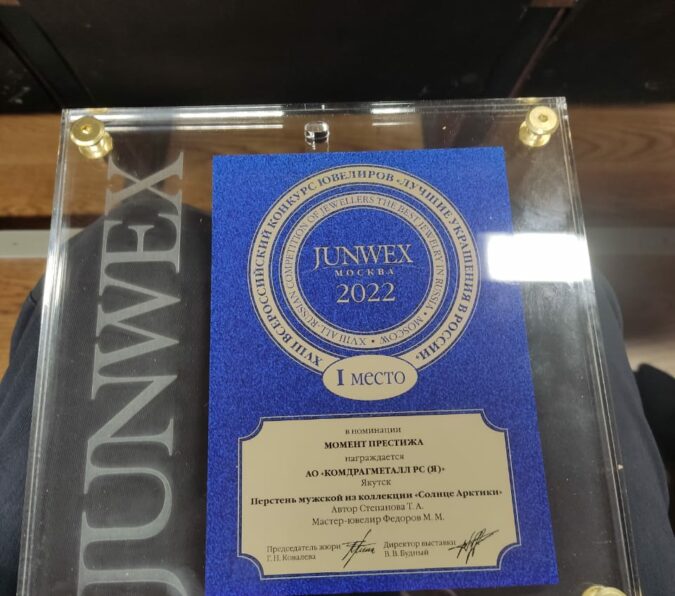 JUNWEX
XVIII ВСЕРОССИЙСКИЙ КОНКУРС ЮВЕЛИРОВ «ЛУЧШИЕ УКРАШЕНИЯ В РОССИИ»
XVIII ALL-RUSSIAN COMPETITION OF JEWELLERS THE BEST JEWELRY IN RUSSIA • MOSCOW •
JUNWEX
МОСКВА
2022
I МЕСТО
в номинации
МОМЕНТ ПРЕСТИЖА
награждается
АО «КОМДРАГМЕТАЛЛ РС (Я)»
Якутск
Перстень мужской из коллекции «Солнце Арктики»
Автор Степанова Т. А.
Мастер-ювелир Федоров М. М.
Председатель жюри
Г. Н. Ковалева
Директор выставки
В. В. Будный